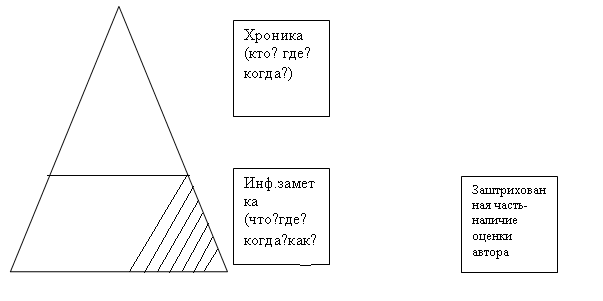 Хроника
(кто? где?
когда?)
Инф.замет
ка
(что?где?
когда?как?
Заштрихован
ная часть-
наличие
оценки
автора